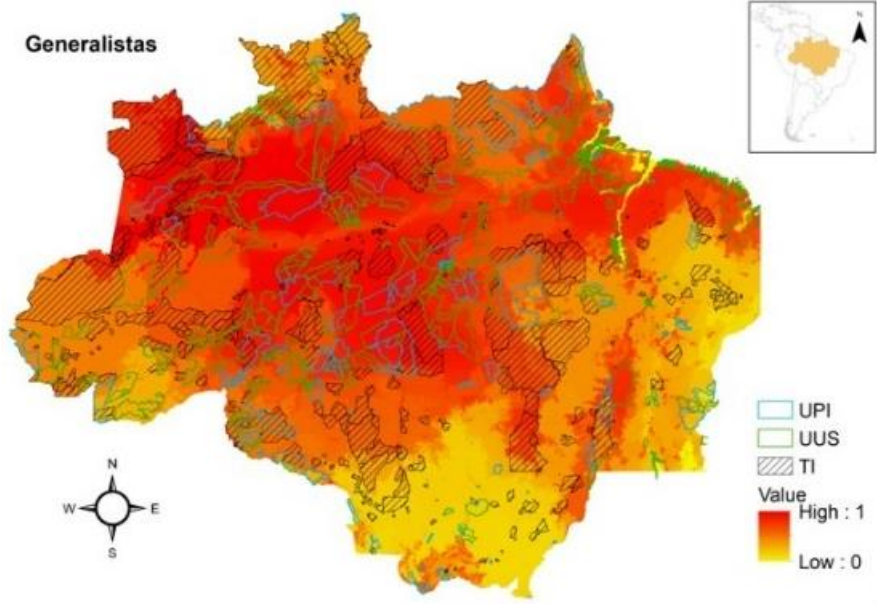 Generalistas
N
N
W
E
S
UPI
UUS
TI
Value
High : 1
Low : 0